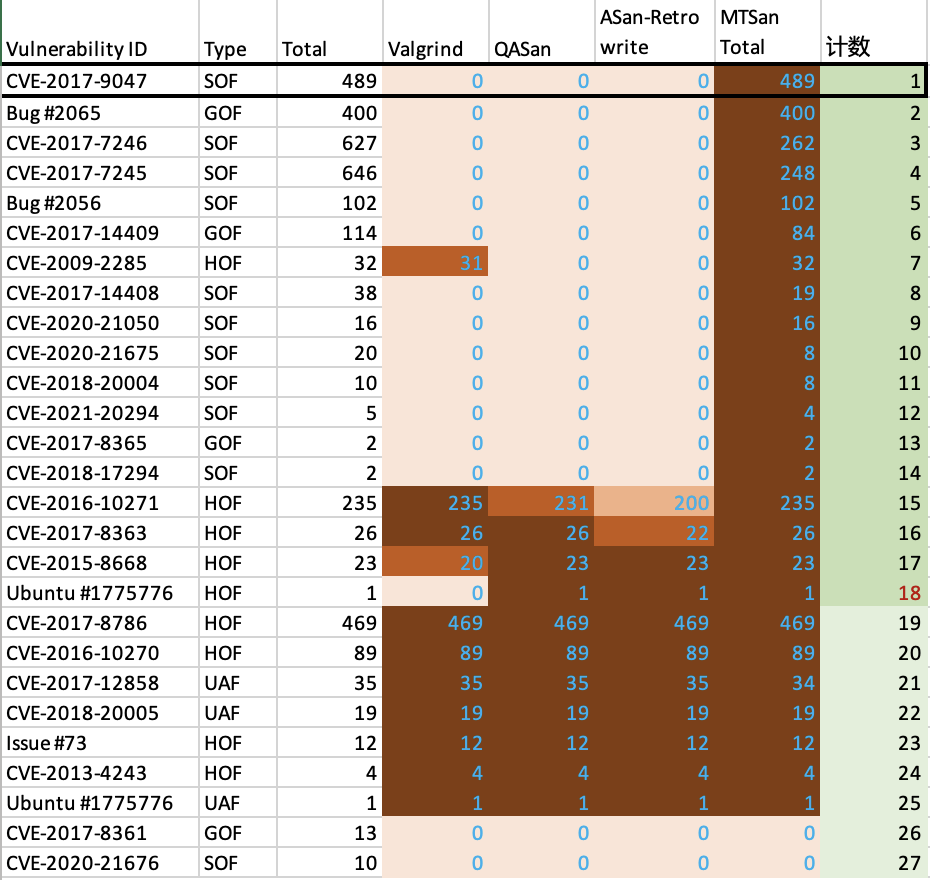 Vulnerability ID Type Total Valgrind QASan ASan-Retro write MTSan Total 计数
CVE-2017-9047 SOF 489 0 0 0 489 1
Bug #2065 GOF 400 0 0 0 400 2
CVE-2017-7246 SOF 627 0 0 0 262 3
CVE-2017-7245 SOF 646 0 0 0 248 4
Bug #2056 SOF 102 0 0 0 102 5
CVE-2017-14409 GOF 114 0 0 0 84 6
CVE-2009-2285 HOF 32 31 0 0 32 7
CVE-2017-14408 SOF 38 0 0 0 19 8
CVE-2020-21050 SOF 16 0 0 0 16 9
CVE-2020-21675 SOF 20 0 0 0 8 10
CVE-2018-20004 SOF 10 0 0 0 8 11
CVE-2021-20294 SOF 5 0 0 0 4 12
CVE-2017-8365 GOF 2 0 0 0 2 13
CVE-2018-17294 SOF 2 0 0 0 2 14
CVE-2016-10271 HOF 235 235 231 200 235 15
CVE-2017-8363 HOF 26 26 26 22 26 16
CVE-2015-8668 HOF 23 20 23 23 23 17
Ubuntu #1775776 HOF 1 0 1 1 1 18
CVE-2017-8786 HOF 469 469 469 469 469 19
CVE-2016-10270 HOF 89 89 89 89 89 20
CVE-2017-12858 UAF 35 35 35 35 34 21
CVE-2018-20005 UAF 19 19 19 19 19 22
Issue #73 HOF 12 12 12 12 12 23
CVE-2013-4243 HOF 4 4 4 4 4 24
Ubuntu #1775776 UAF 1 1 1 1 1 25
CVE-2017-8361 GOF 13 0 0 0 0 26
CVE-2020-21676 SOF 10 0 0 0 0 27